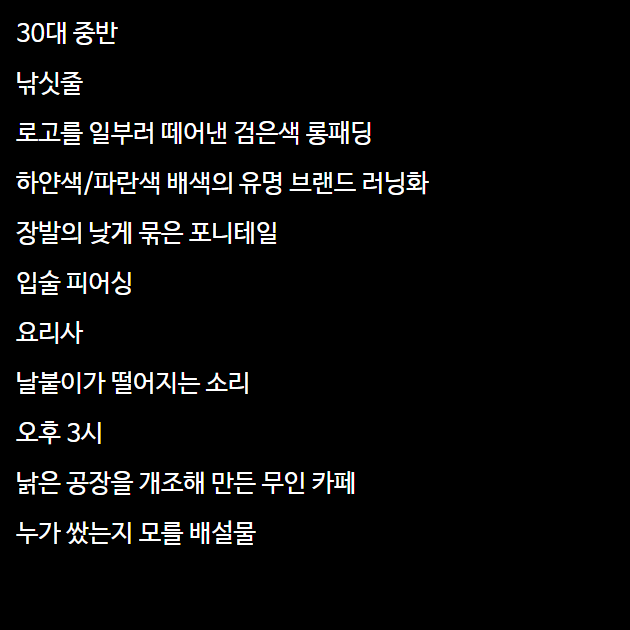 30대 중반
낚싯줄
로고를 일부러 떼어낸 검은색 롱패딩
하얀색/파란색 배색의 유명 브랜드 러닝화
장발의 낮게 묶은 포니테일
입술 피어싱
요리사
날붙이가 떨어지는 소리
오후 3시
낡은 공장을 개조해 만든 무인 카페
누가 쌌는지 모를 배설물